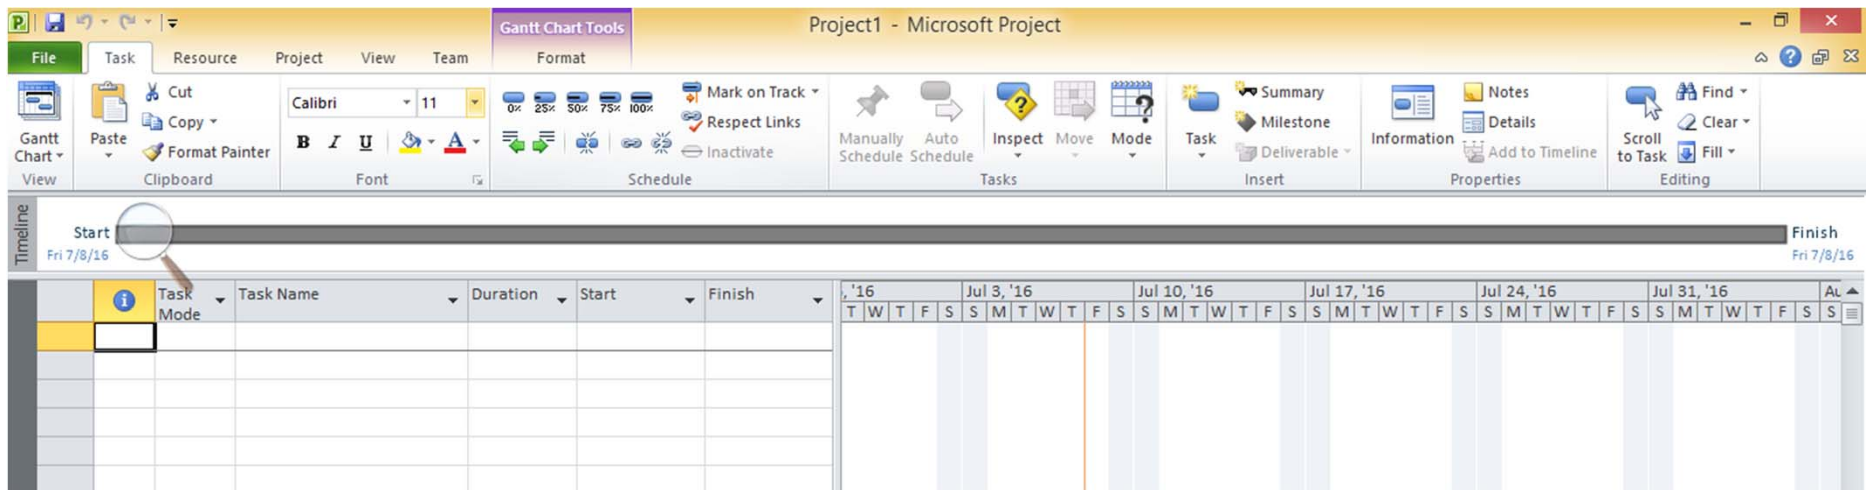 Gantt Chart Tools
Project1 - Microsoft Project
File Task Resource Project View Team Format
Cut
Copy
Format Painter
Gantt Chart
Paste
Calibri 11
B I U A
0% 25% 50% 75% 100%
Mark on Track
Respect Links
Inactivate
Manually Schedule
Auto Schedule
Inspect
Move
Mode
Task
Summary
Milestone
Deliverable
Information
Notes
Details
Add to Timeline
Scroll to Task
Find
Clear
Fill
View Clipboard Font Schedule Tasks Insert Properties Editing
Timeline
Start
Fri 7/8/16
Finish
Fri 7/8/16
Task Mode
Task Name
Duration
Start
Finish
, '16 Jul 3, '16 Jul 10, '16 Jul 17, '16 Jul 24, '16 Jul 31, '16 Au
T W T F S S M T W T F S S M T W T F S S M T W T F S S M T W T F S S M T W T F S S